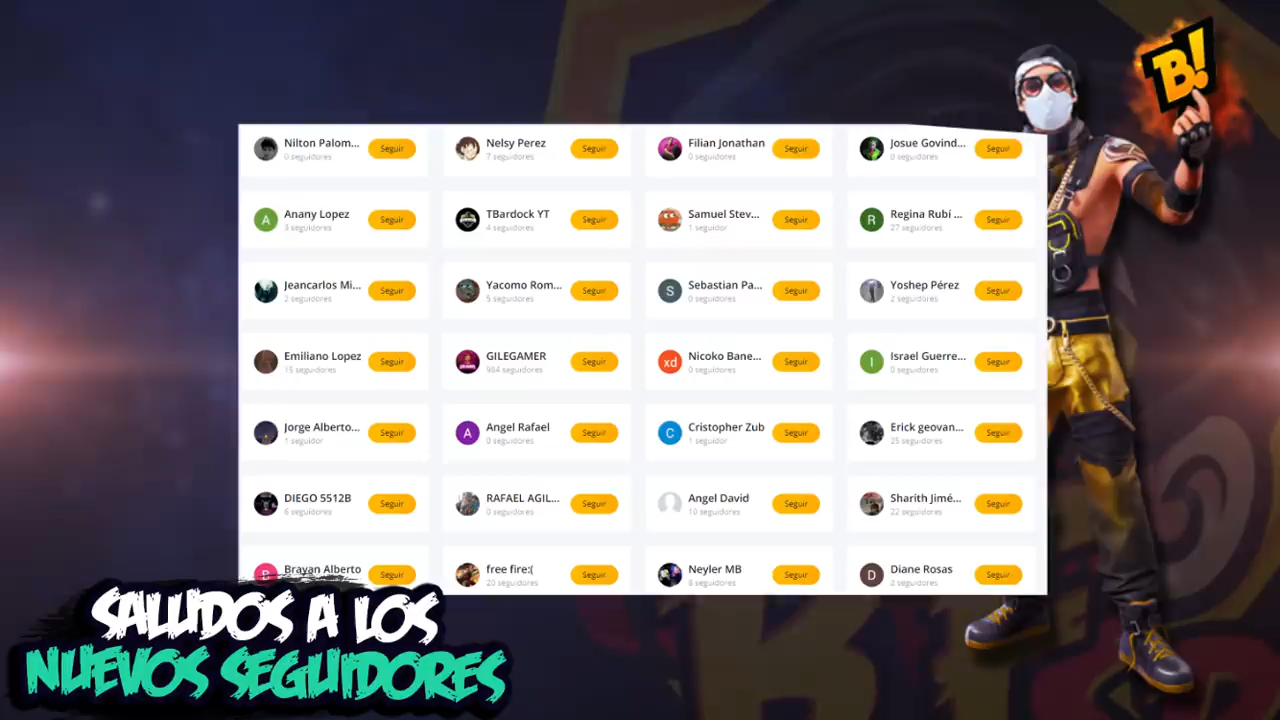 B!
Nilton Palom...
0 seguidores
Seguir
Nelsy Perez
7 seguidores
Seguir
Filian Jonathan
0 seguidores
Seguir
Josue Govind...
0 seguidores
Seguir
Anany Lopez
3 seguidores
Seguir
TBardock YT
4 seguidores
Seguir
Samuel Stev...
1 seguidor
Seguir
Regina Rubí ...
27 seguidores
Seguir
Jeancarlos Mi...
2 seguidores
Seguir
Yacomo Rom...
5 seguidores
Seguir
Sebastian Pa...
0 seguidores
Seguir
Yoshep Pérez
2 seguidores
Seguir
Emiliano Lopez
15 seguidores
Seguir
GILEGAMER
984 seguidores
Seguir
xd
Nicoko Bane...
0 seguidores
Seguir
Israel Guerre...
0 seguidores
Seguir
Jorge Alberto...
1 seguidor
Seguir
Angel Rafael
0 seguidores
Seguir
Cristopher Zub
1 seguidor
Seguir
Erick geovan...
25 seguidores
Seguir
DIEGO 5512B
6 seguidores
Seguir
RAFAEL AGIL...
0 seguidores
Seguir
Angel David
10 seguidores
Seguir
Sharith Jimé...
22 seguidores
Seguir
Brayan Alberto
Seguir
free fire:(
20 seguidores
Seguir
Neyler MB
8 seguidores
Seguir
Diane Rosas
2 seguidores
Seguir
SALUDOS A LOS
NUEVOS SEGUIDORES